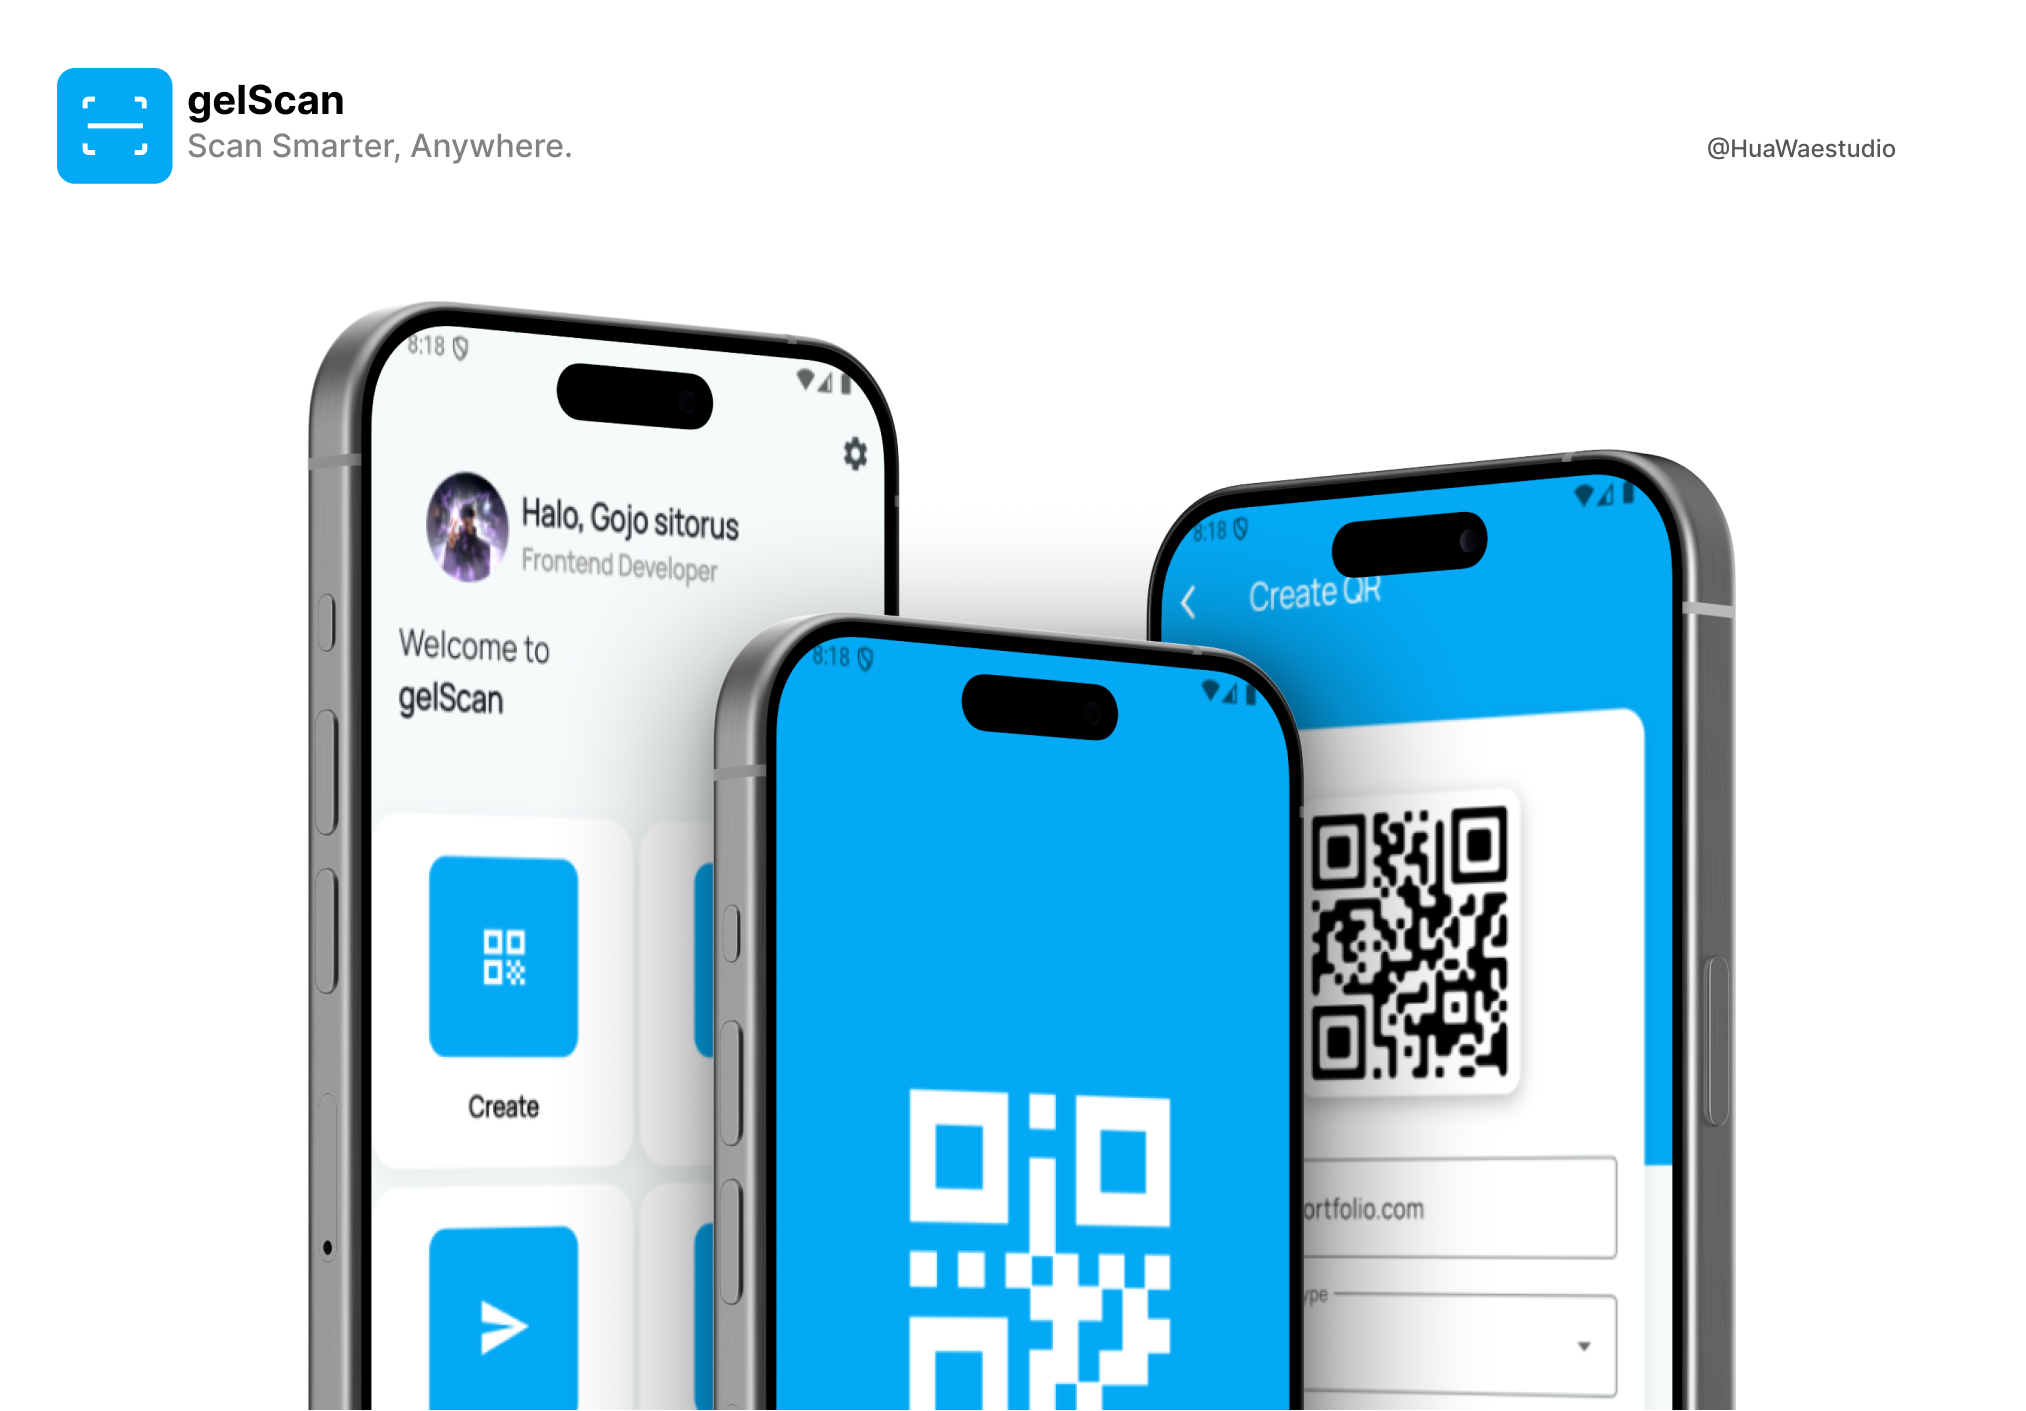 gelScan
Scan Smarter, Anywhere.
@HuaWaestudio
8:18
Halo, Gojo sitorus
Frontend Developer
Welcome to
gelScan
Create
8:18
8:18
Create QR
ortfolio.com
ype